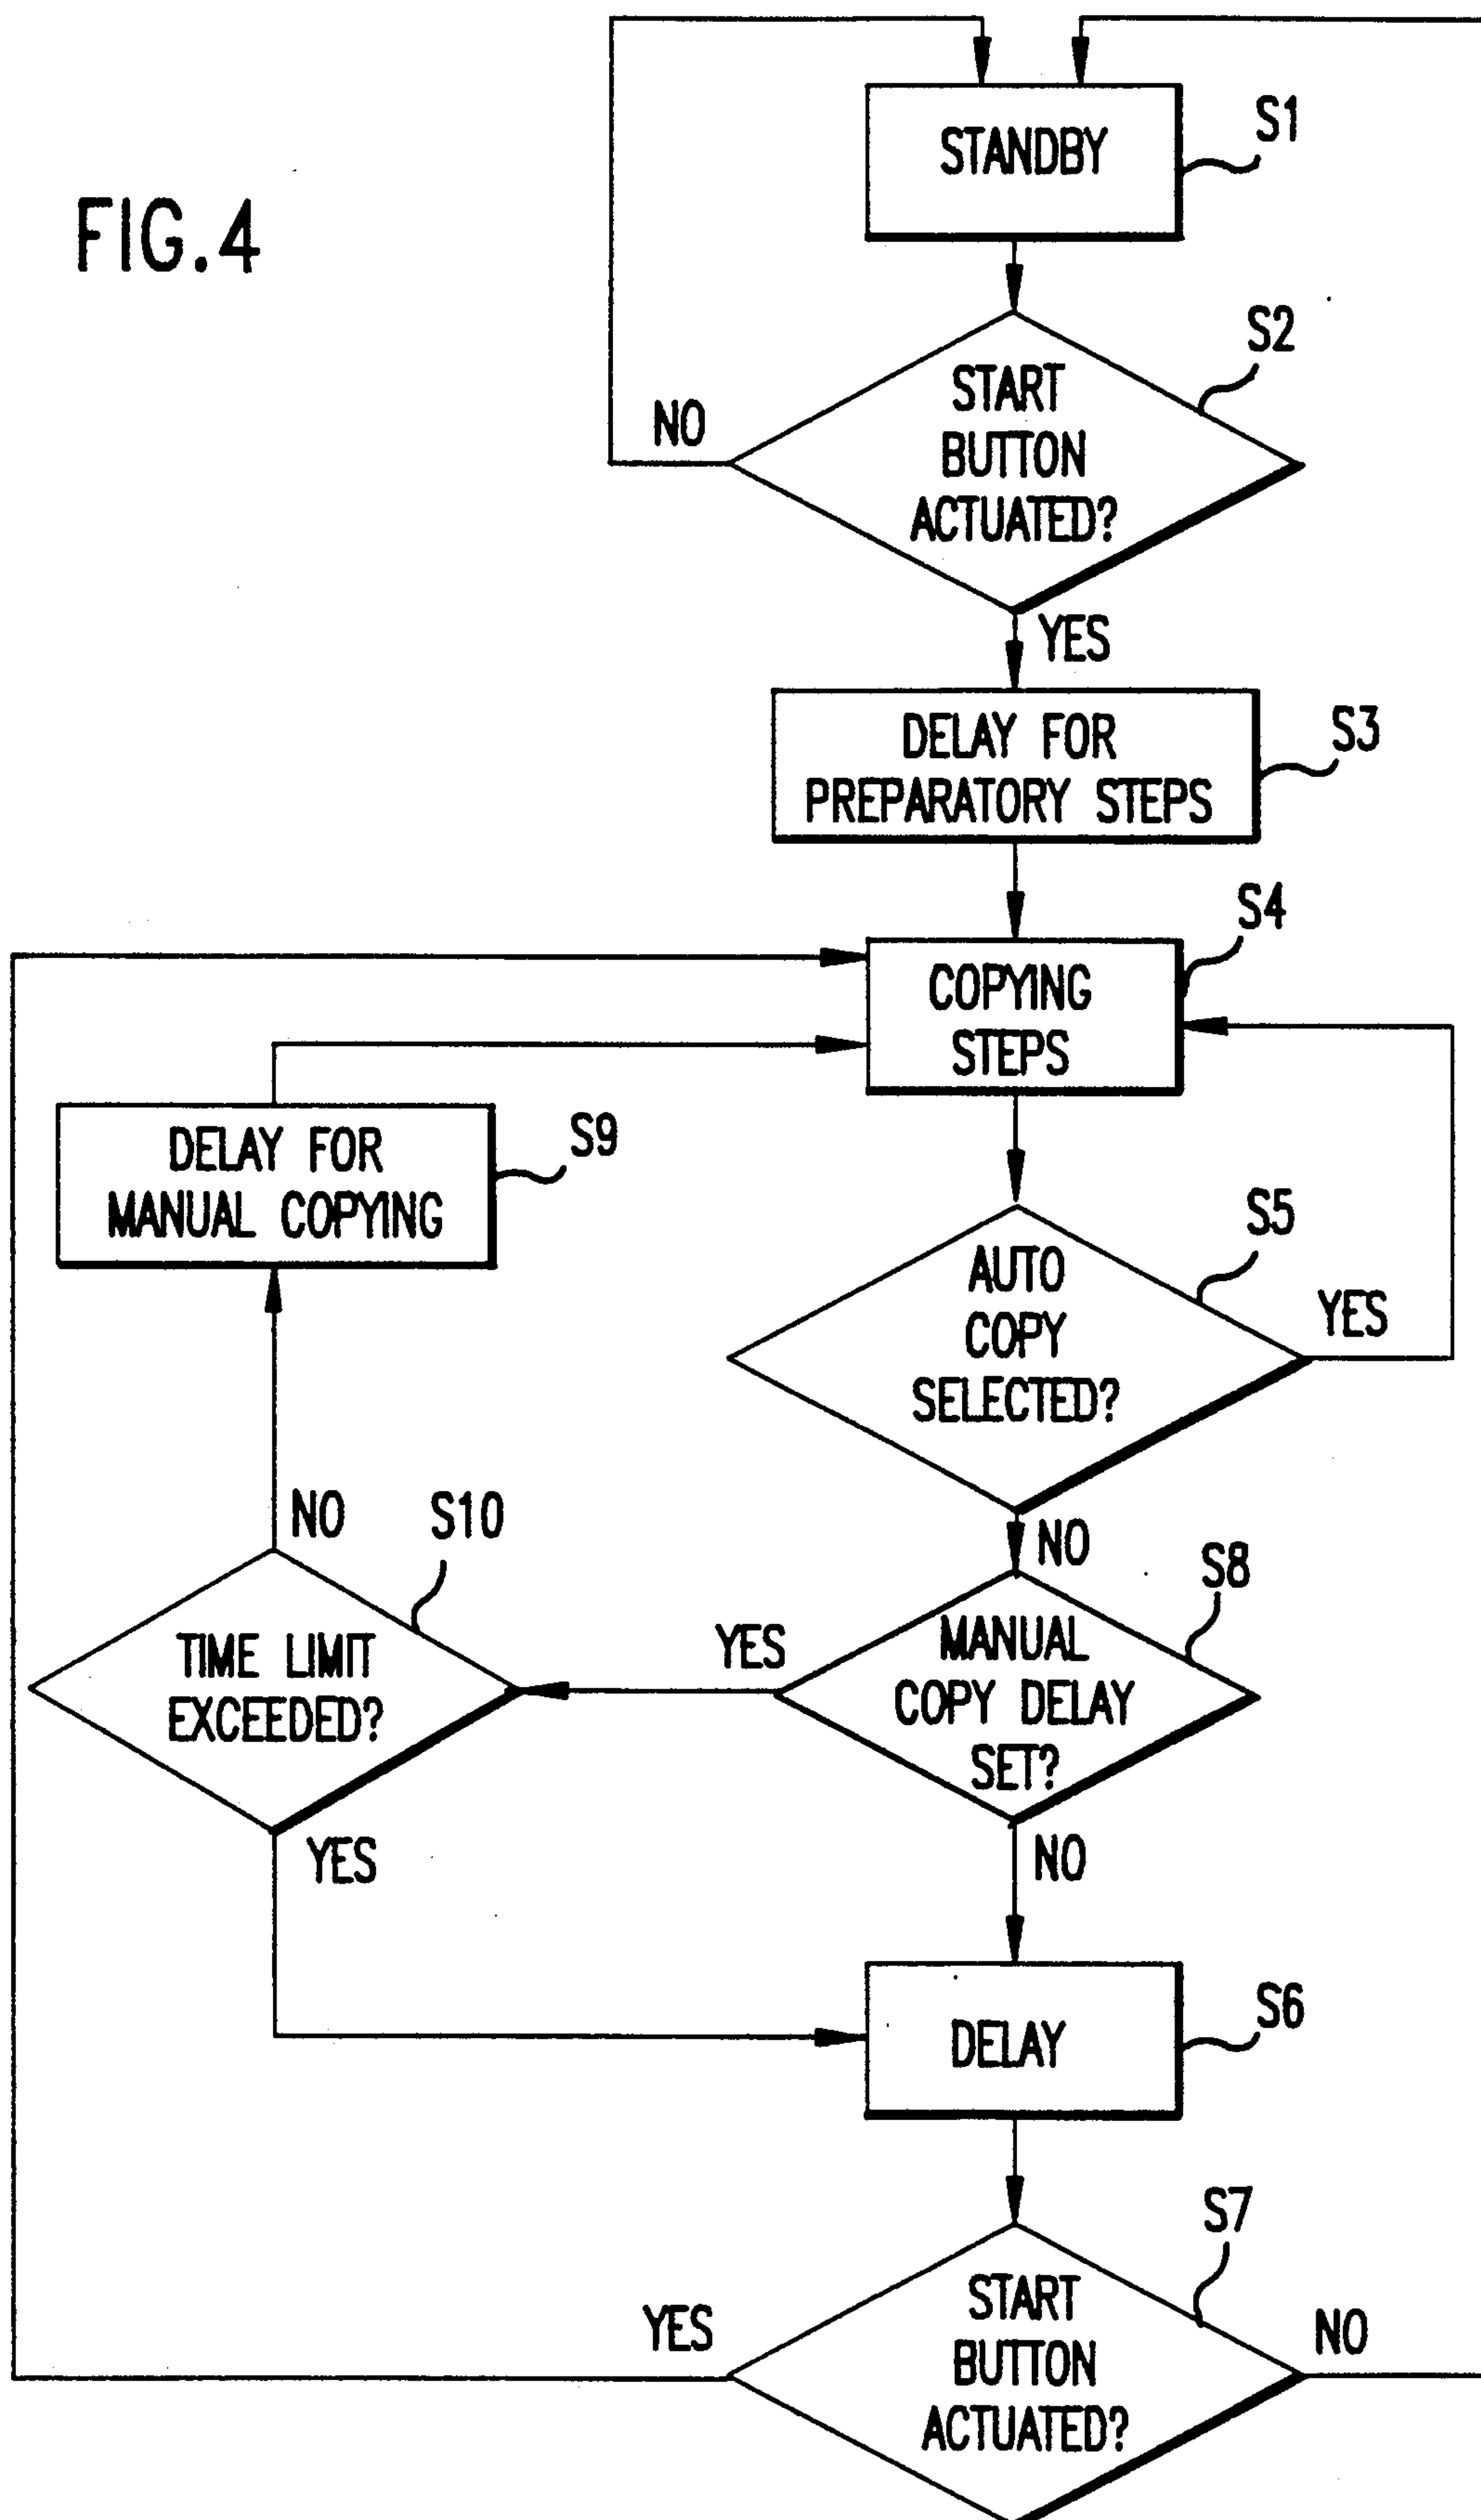 FIG.4
STANDBY
S1
START
BUTTON
ACTUATED?
S2
NO
YES
DELAY FOR
PREPARATORY STEPS
S3
COPYING
STEPS
S4
DELAY FOR
MANUAL COPYING
S9
AUTO
COPY
SELECTED?
S5
YES
NO
NO
S10
TIME LIMIT
EXCEEDED?
YES
MANUAL
COPY DELAY
SET?
S8
YES
NO
DELAY
S6
START
BUTTON
ACTUATED?
S7
YES
NO